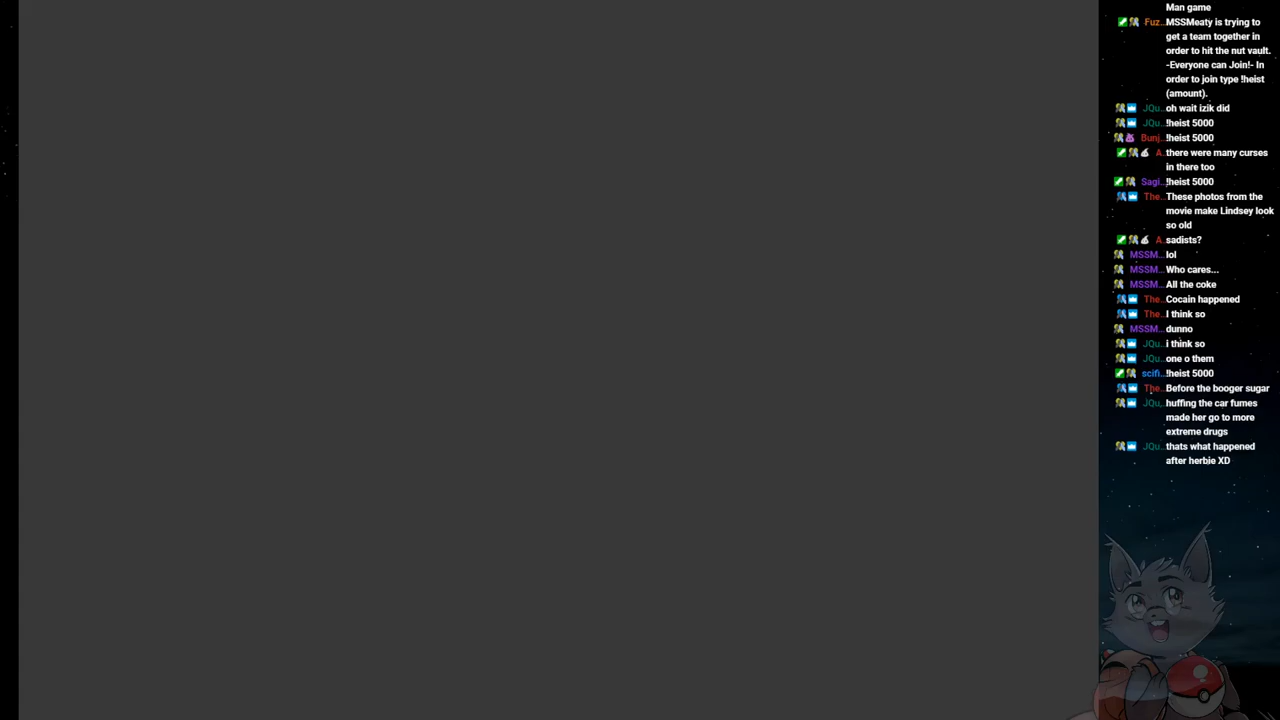 Man game
Fuz... MSSMeaty is trying to
get a team together in
order to hit the nut vault.
-Everyone can Join!- In
order to join type !heist
(amount).
JQu... oh wait izik did
JQu... !heist 5000
Bunj... !heist 5000
A... there were many curses
in there too
Sagi... !heist 5000
The... These photos from the
movie make Lindsey look
so old
A... sadists?
MSSM... lol
MSSM... Who cares...
MSSM... All the coke
The... Cocain happened
The... I think so
MSSM... dunno
JQu... i think so
JQu... one o them
scifi... !heist 5000
The... Before the booger sugar
JQu... huffing the car fumes
made her go to more
extreme drugs
JQu... thats what happened
after herbie XD